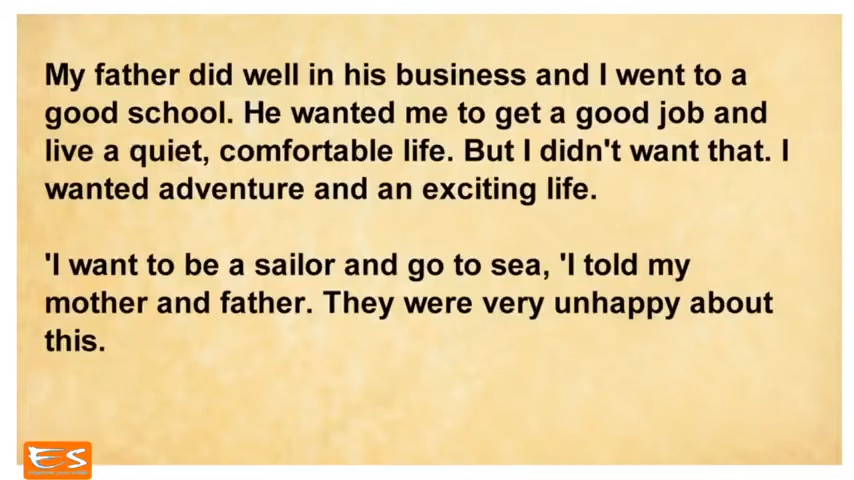 My father did well in his business and I went to a
good school. He wanted me to get a good job and
live a quiet, comfortable life. But I didn't want that. I
wanted adventure and an exciting life.
'I want to be a sailor and go to sea, 'I told my
mother and father. They were very unhappy about
this.
ES